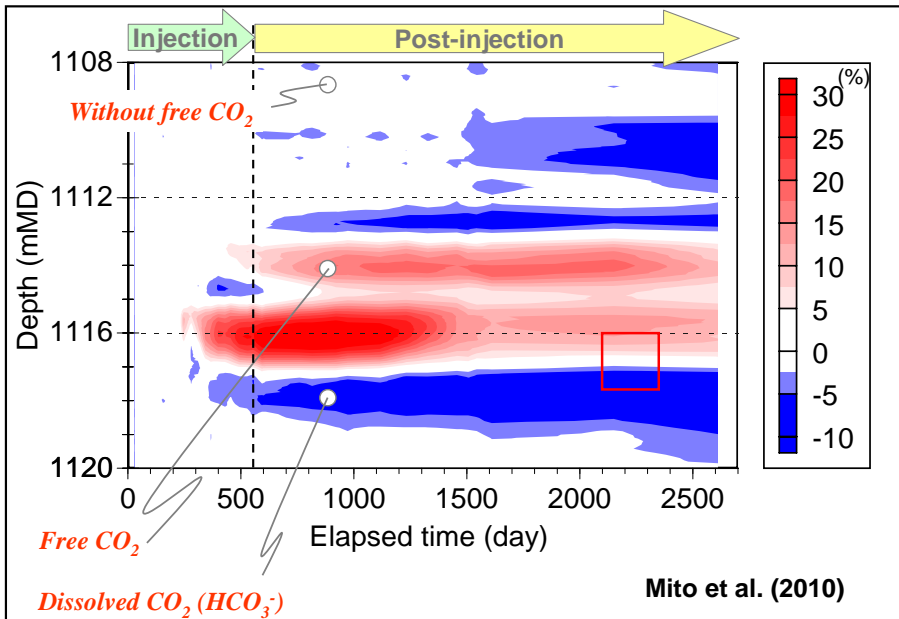 Injection
Post-injection
1108
Without free CO₂
1112
Depth (mMD)
1116
1120
0 500 1000 1500 2000 2500
Elapsed time (day)
Free CO₂
Dissolved CO₂ (HCO₃⁻)
Mito et al. (2010)
(%)
30
25
20
15
10
5
0
-5
-10